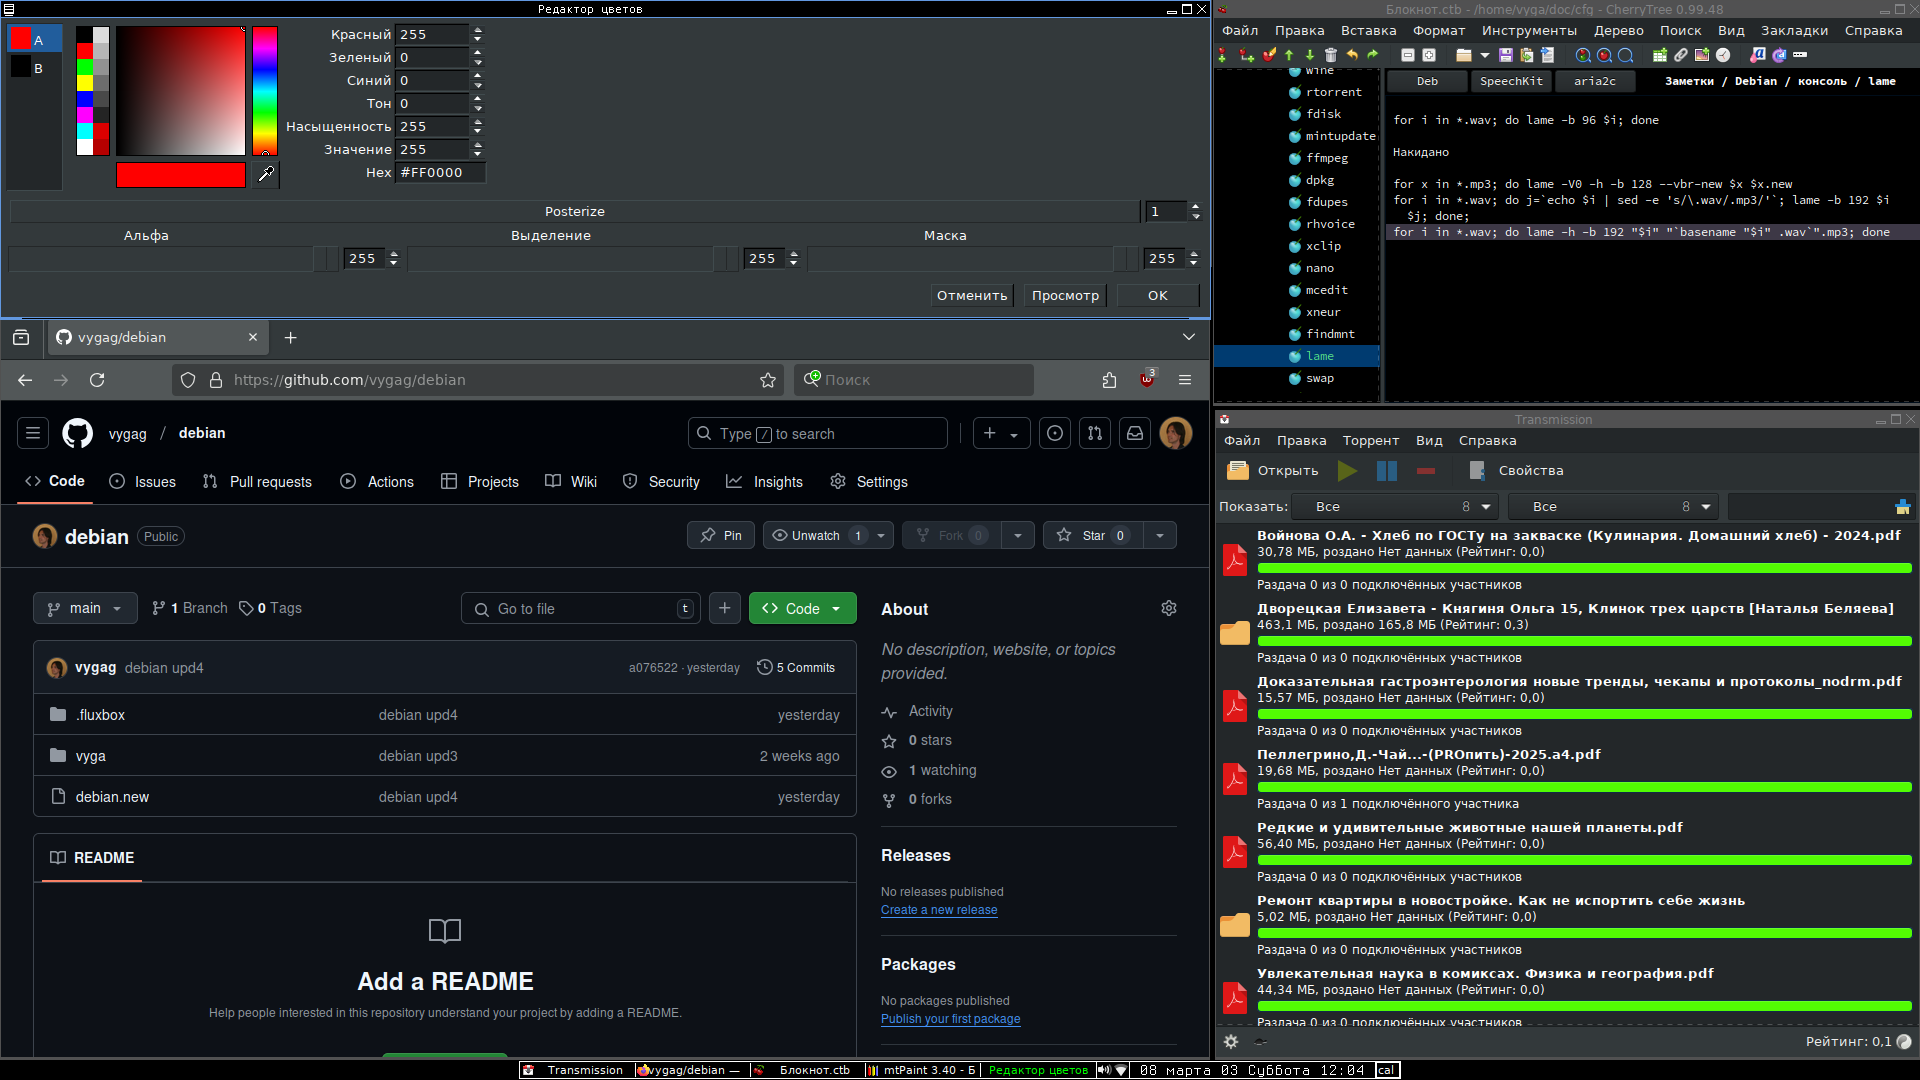 Редактор цветов
A
B
Красный 255
Зеленый 0
Синий 0
Тон 0
Насыщенность 255
Значение 255
Hex #FF0000
Posterize 1
Альфа Выделение Маска
255 255 255
Отменить Просмотр OK
vygag/debian
https://github.com/vygag/debian
Поиск
3
vygag / debian
Type / to search
Code Issues Pull requests Actions Projects Wiki Security Insights Settings
debian Public
Pin Unwatch 1 Fork 0 Star 0
main 1 Branch 0 Tags Go to file t Code
vygag debian upd4 a076522 · yesterday 5 Commits
.fluxbox debian upd4 yesterday
vyga debian upd3 2 weeks ago
debian.new debian upd4 yesterday
README
Add a README
Help people interested in this repository understand your project by adding a README.
About
No description, website, or topics
provided.
Activity
0 stars
1 watching
0 forks
Releases
No releases published
Create a new release
Packages
No packages published
Publish your first package
Блокнот.ctb - /home/vyga/doc/cfg - CherryTree 0.99.48
Файл Правка Вставка Формат Инструменты Дерево Поиск Вид Закладки Справка
wine
rtorrent
fdisk
mintupdate
ffmpeg
dpkg
fdupes
rhvoice
xclip
nano
mcedit
xneur
findmnt
lame
swap
Deb SpeechKit aria2c Заметки / Debian / консоль / lame
for i in *.wav; do lame -b 96 $i; done
Накидано
for x in *.mp3; do lame -V0 -h -b 128 --vbr-new $x $x.new
for i in *.wav; do j=`echo $i | sed -e 's/\.wav/.mp3/'`; lame -b 192 $i
$j; done;
for i in *.wav; do lame -h -b 192 "$i" "`basename "$i" .wav`".mp3; done
Transmission
Файл Правка Торрент Вид Справка
Открыть Свойства
Показать: Все 8 Все 8
Войнова О.А. - Хлеб по ГОСТу на закваске (Кулинария. Домашний хлеб) - 2024.pdf
30,78 МБ, роздано Нет данных (Рейтинг: 0,0)
Раздача 0 из 0 подключённых участников
Дворецкая Елизавета - Княгиня Ольга 15, Клинок трех царств [Наталья Беляева]
463,1 МБ, роздано 165,8 МБ (Рейтинг: 0,3)
Раздача 0 из 0 подключённых участников
Доказательная гастроэнтерология новые тренды, чекапы и протоколы_nodrm.pdf
15,57 МБ, роздано Нет данных (Рейтинг: 0,0)
Раздача 0 из 0 подключённых участников
Пеллегрино,Д.-Чай...-(PROпить)-2025.a4.pdf
19,68 МБ, роздано Нет данных (Рейтинг: 0,0)
Раздача 0 из 1 подключённого участника
Редкие и удивительные животные нашей планеты.pdf
56,40 МБ, роздано Нет данных (Рейтинг: 0,0)
Раздача 0 из 0 подключённых участников
Ремонт квартиры в новостройке. Как не испортить себе жизнь
5,02 МБ, роздано Нет данных (Рейтинг: 0,0)
Раздача 0 из 0 подключённых участников
Увлекательная наука в комиксах. Физика и география.pdf
44,34 МБ, роздано Нет данных (Рейтинг: 0,0)
Раздача 0 из 0 подключённых участников
Рейтинг: 0,1
Transmission vygag/debian — Блокнот.ctb mtPaint 3.40 - Б Редактор цветов 08 марта 03 Суббота 12:04 cal